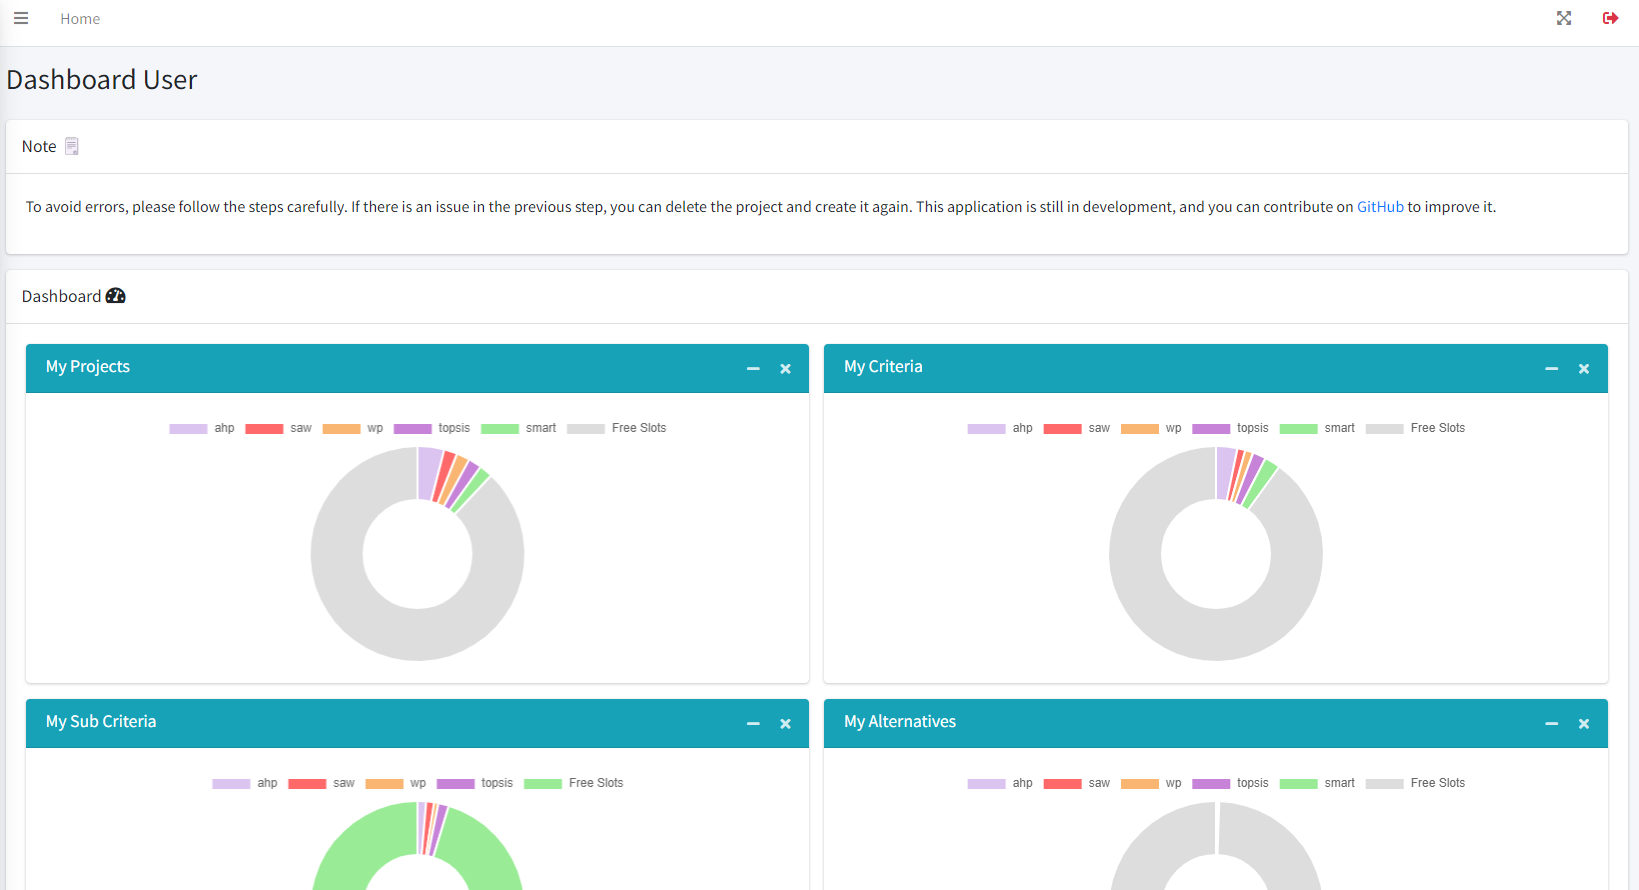 Home
Dashboard User
Note
To avoid errors, please follow the steps carefully. If there is an issue in the previous step, you can delete the project and create it again. This application is still in development, and you can contribute on GitHub to improve it.
Dashboard
My Projects
ahp saw wp topsis smart Free Slots
My Criteria
ahp saw wp topsis smart Free Slots
My Sub Criteria
ahp saw wp topsis Free Slots
My Alternatives
ahp saw wp topsis smart Free Slots